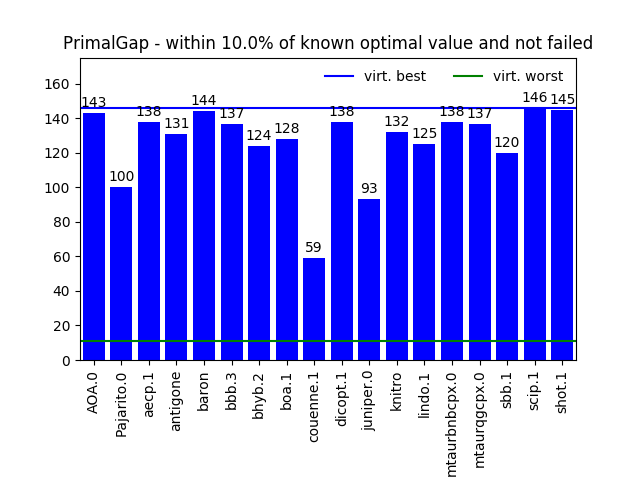 PrimalGap - within 10.0% of known optimal value and not failed
virt. best virt. worst
160
140
120
100
80
60
40
20
0
143
100
138
131
144
137
124
128
59
138
93
132
125
138
137
120
146
145
AOA.0
Pajarito.0
aecp.1
antigone
baron
bbb.3
bhyb.2
boa.1
couenne.1
dicopt.1
juniper.0
knitro
lindo.1
mtaurbnbcpx.0
mtaurqgcpx.0
sbb.1
scip.1
shot.1